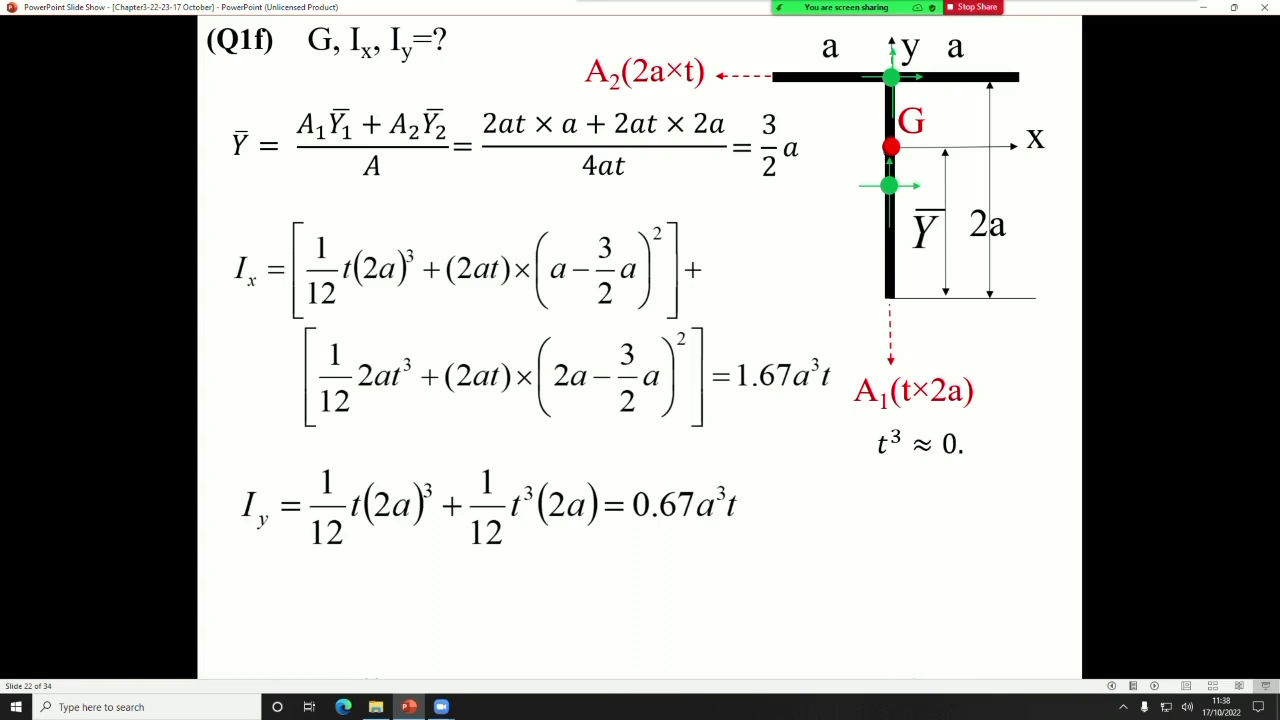 PowerPoint Slide Show - [Chapter3-22-23-17 October] - PowerPoint (Unlicensed Product)
You are screen sharing
Stop Share
(Q1f) G, Iₓ, I_y=?
a y a
A₂(2a×t)
Ȳ = (A₁Ȳ₁ + A₂Ȳ₂)/A = (2at × a + 2at × 2a)/(4at) = 3/2 a
G
x
Ȳ 2a
Iₓ = [1/12 t(2a)³ + (2at) × (a − 3/2 a)²] +
[1/12 2at³ + (2at) × (2a − 3/2 a)²] = 1.67a³t
A₁(t×2a)
t³ ≈ 0.
I_y = 1/12 t(2a)³ + 1/12 t³(2a) = 0.67a³t
Slide 22 of 34
Type here to search
11:38
17/10/2022